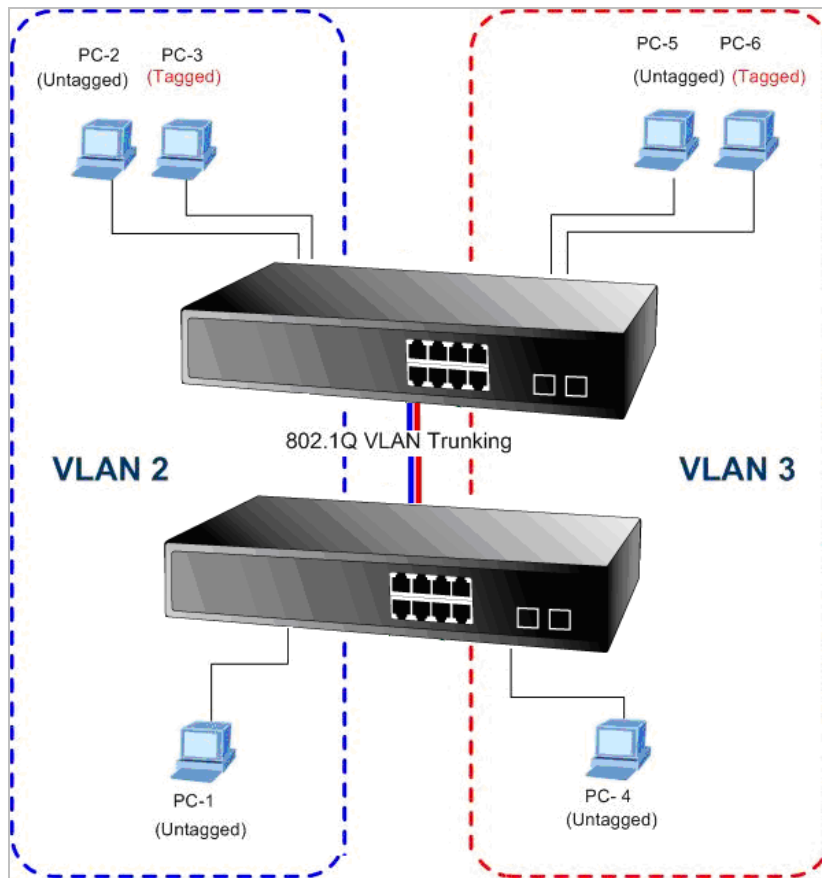 PC-2
PC-3
(Untagged)
(Tagged)
PC-5
PC-6
(Untagged)
(Tagged)
802.1Q VLAN Trunking
VLAN 2
VLAN 3
PC-1
(Untagged)
PC- 4
(Untagged)